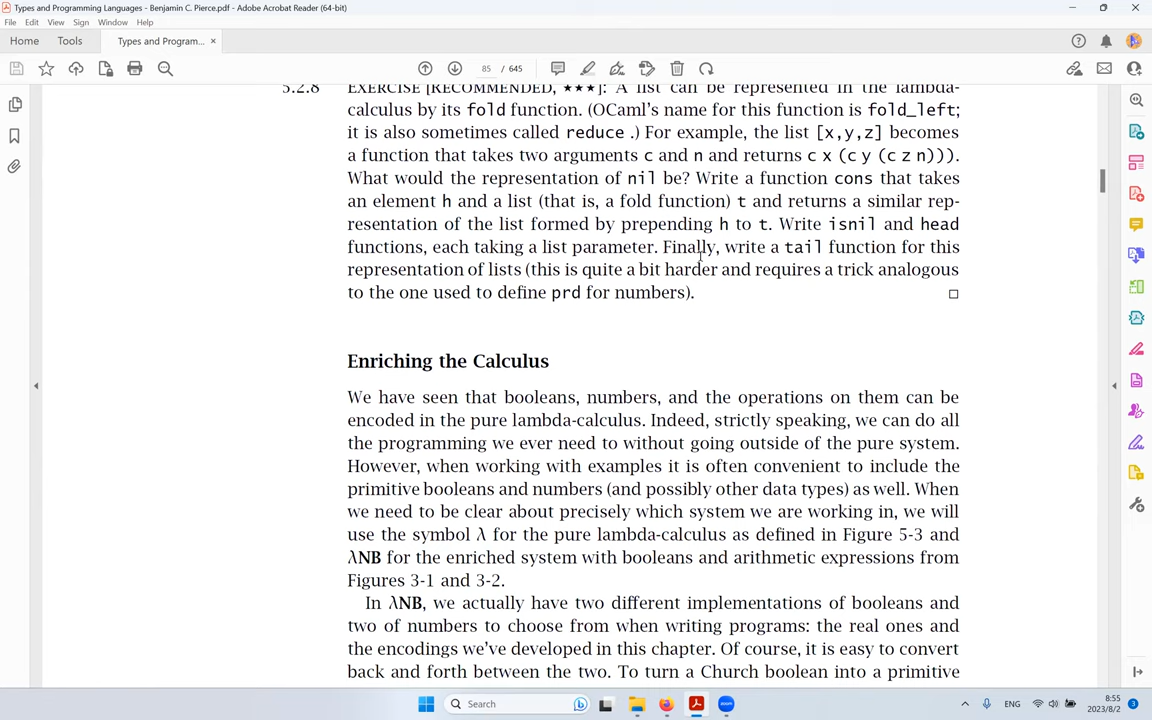 Types and Programming Languages - Benjamin C. Pierce.pdf - Adobe Acrobat Reader (64-bit)
File Edit View Sign Window Help
Home Tools Types and Program... ×
85 / 645
5.2.8 EXERCISE [RECOMMENDED, ★★★]: A list can be represented in the lambda-
calculus by its fold function. (OCaml's name for this function is fold_left;
it is also sometimes called reduce .) For example, the list [x,y,z] becomes
a function that takes two arguments c and n and returns c x (c y (c z n))).
What would the representation of nil be? Write a function cons that takes
an element h and a list (that is, a fold function) t and returns a similar rep-
resentation of the list formed by prepending h to t. Write isnil and head
functions, each taking a list parameter. Finally, write a tail function for this
representation of lists (this is quite a bit harder and requires a trick analogous
to the one used to define prd for numbers). □
Enriching the Calculus
We have seen that booleans, numbers, and the operations on them can be
encoded in the pure lambda-calculus. Indeed, strictly speaking, we can do all
the programming we ever need to without going outside of the pure system.
However, when working with examples it is often convenient to include the
primitive booleans and numbers (and possibly other data types) as well. When
we need to be clear about precisely which system we are working in, we will
use the symbol λ for the pure lambda-calculus as defined in Figure 5-3 and
λNB for the enriched system with booleans and arithmetic expressions from
Figures 3-1 and 3-2.
In λNB, we actually have two different implementations of booleans and
two of numbers to choose from when writing programs: the real ones and
the encodings we've developed in this chapter. Of course, it is easy to convert
back and forth between the two. To turn a Church boolean into a primitive
Search
zoom
ENG
8:55
2023/8/2
3